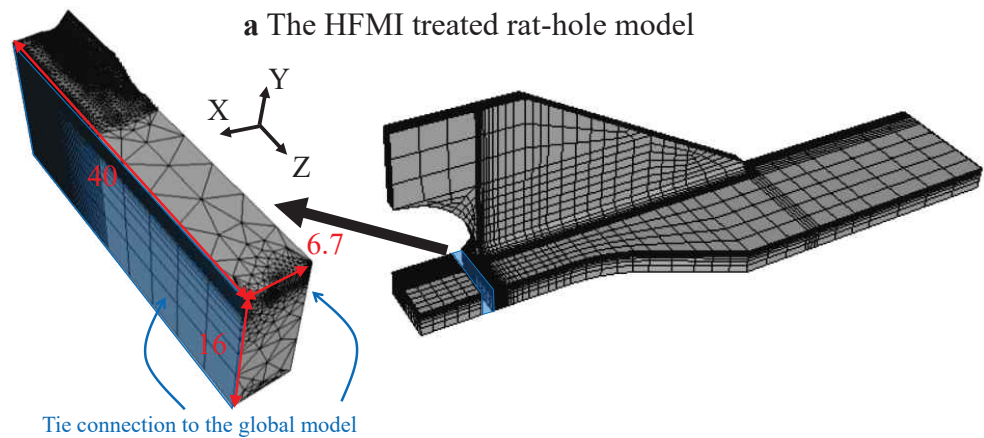 a The HFMI treated rat-hole model
Y
X
Z
40
6.7
16
Tie connection to the global model